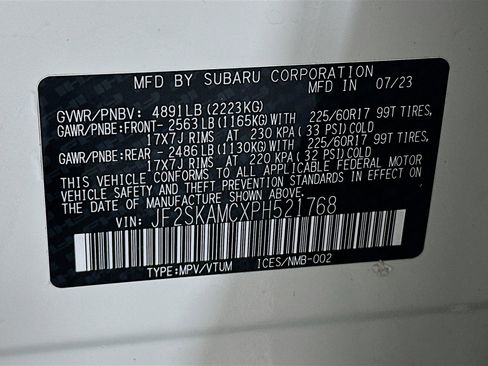 MFD BY SUBARU CORPORATION
MFD IN 07/23
GVWR/PNBV: 4891LB(2223KG)
GAWR/PNBE:FRONT-2563LB(1165KG)WITH 225/60R17 99T TIRES,
17X7J RIMS AT 230 KPA(33 PSI)COLD
GAWR/PNBE:REAR -2486LB(1130KG)WITH 225/60R17 99T TIRES,
17X7J RIMS AT 220 KPA(32 PSI)COLD
THIS VEHICLE CONFORMS TO ALL APPLICABLE FEDERAL MOTOR
VEHICLE SAFETY AND THEFT PREVENTION STANDARDS IN EFFECT ON
DATE OF MANUFACTURE SHOWN ABOVE.
VIN: JF2SKAMCXPH521768
TYPE:MPV/VTUM ICES/NMB-002